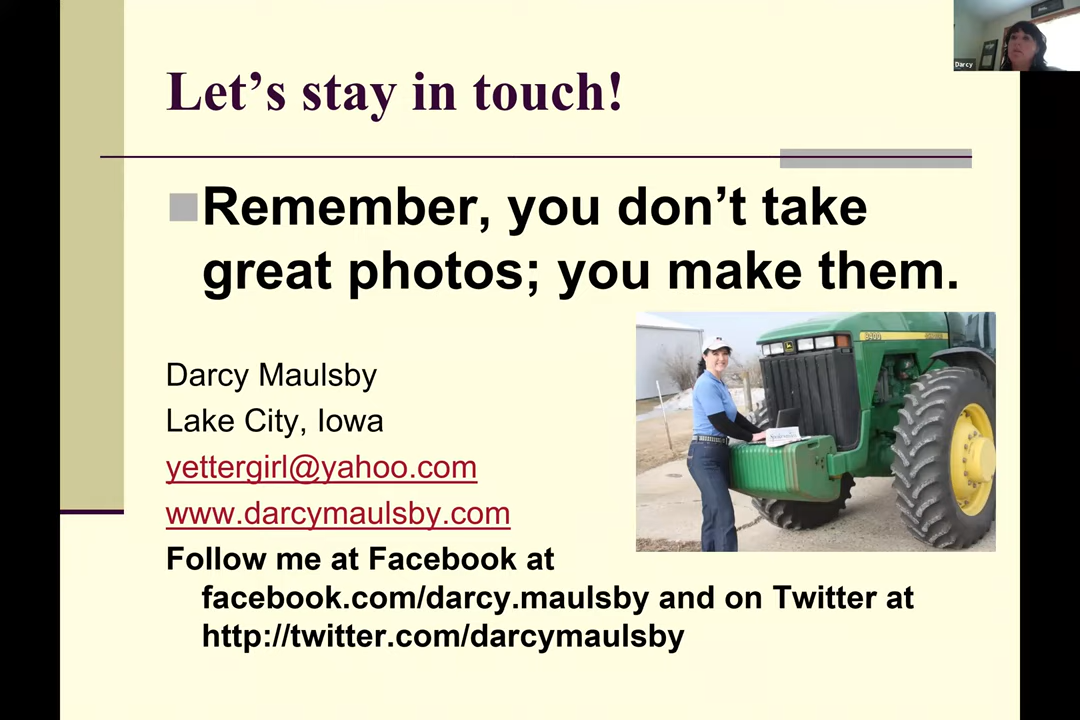 Let's stay in touch!
Darcy
Remember, you don't take
great photos; you make them.
Darcy Maulsby
Lake City, Iowa
yettergirl@yahoo.com
www.darcymaulsby.com
Follow me at Facebook at
facebook.com/darcy.maulsby and on Twitter at
http://twitter.com/darcymaulsby